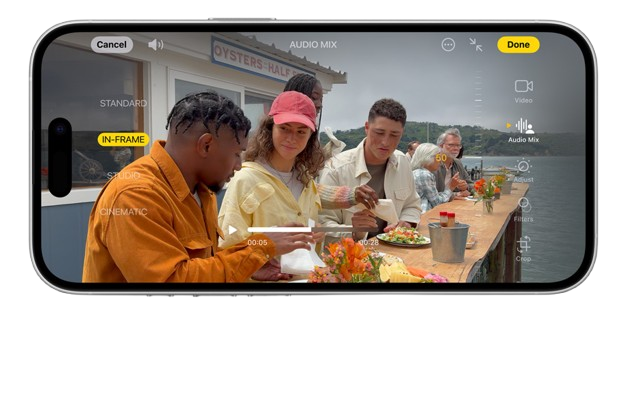 Cancel
AUDIO MIX
Done
OYSTERS·HALF
STANDARD
IN-FRAME
STUDIO
CINEMATIC
Video
Audio Mix
60
Adjust
Filters
Crop
00:05
00:28